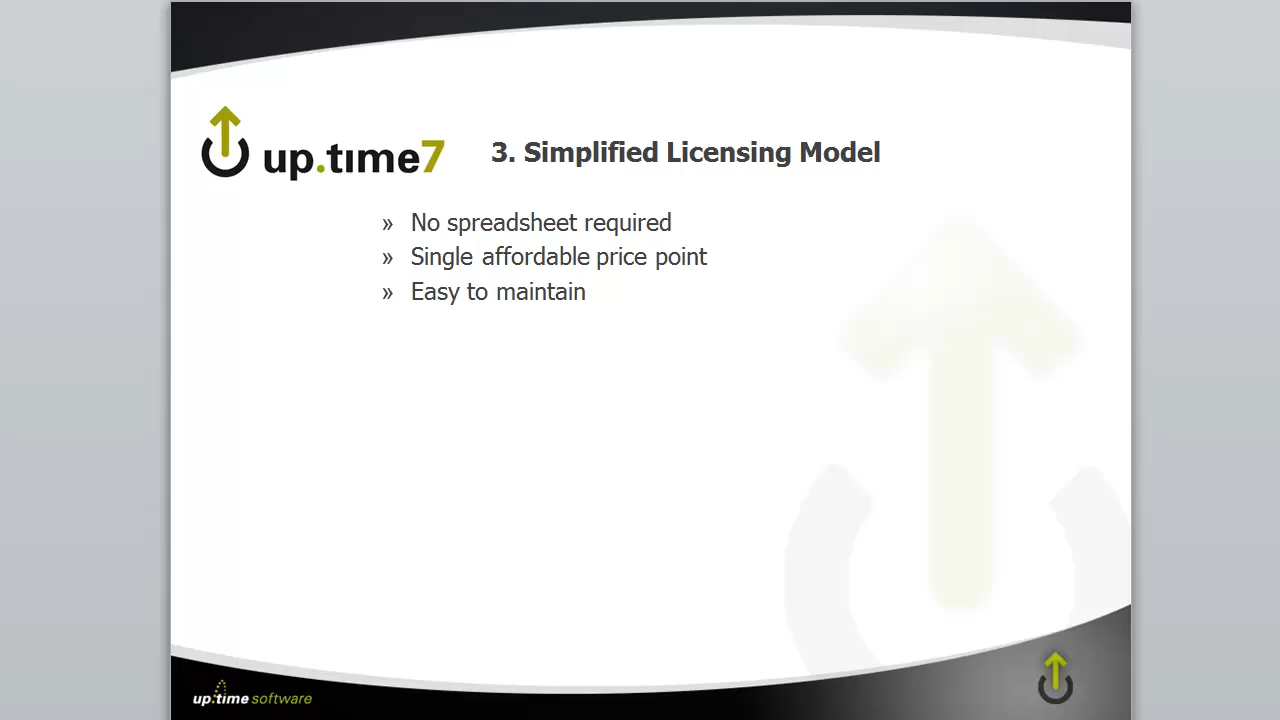 up.time7
3. Simplified Licensing Model
» No spreadsheet required
» Single affordable price point
» Easy to maintain
up.time software